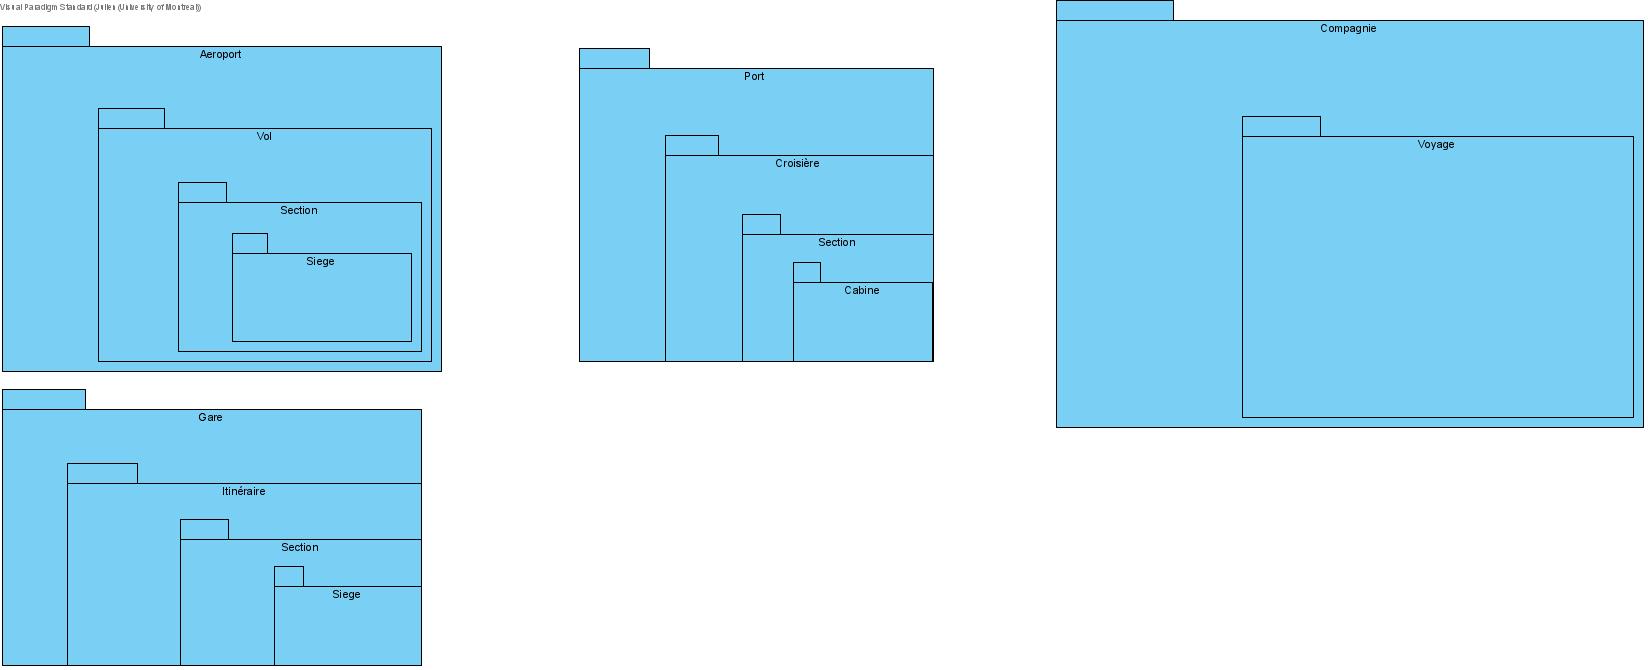 Visual Paradigm Standard (Julien (University of Montreal))
Aeroport
Vol
Section
Siege
Port
Croisière
Section
Cabine
Compagnie
Voyage
Gare
Itinéraire
Section
Siege